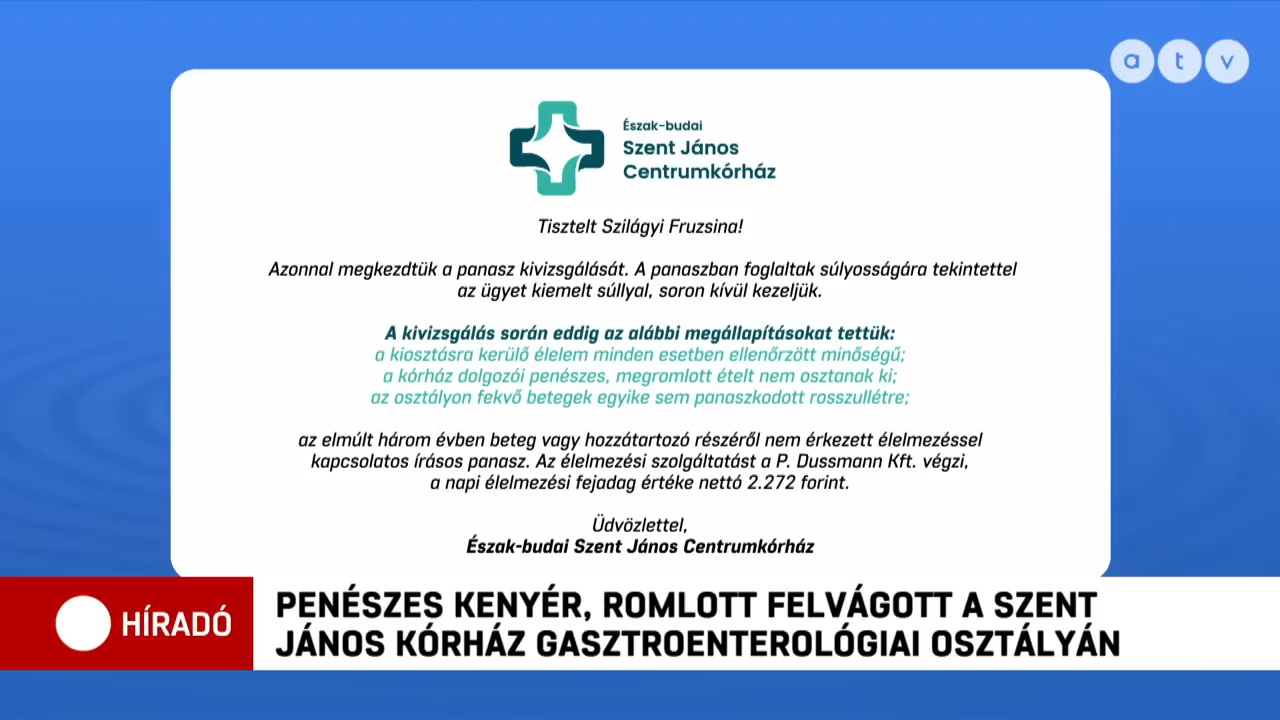 a t v
Észak-budai
Szent János
Centrumkórház
Tisztelt Szilágyi Fruzsina!
Azonnal megkezdtük a panasz kivizsgálását. A panaszban foglaltak súlyosságára tekintettel
az ügyet kiemelt súllyal, soron kívül kezeljük.
A kivizsgálás során eddig az alábbi megállapításokat tettük:
a kiosztásra kerülő élelem minden esetben ellenőrzött minőségű;
a kórház dolgozói penészes, megromlott ételt nem osztanak ki;
az osztályon fekvő betegek egyike sem panaszkodott rosszullétre;
az elmúlt három évben beteg vagy hozzátartozó részéről nem érkezett élelmezéssel
kapcsolatos írásos panasz. Az élelmezési szolgáltatást a P. Dussmann Kft. végzi,
a napi élelmezési fejadag értéke nettó 2.272 forint.
Üdvözlettel,
Észak-budai Szent János Centrumkórház
HÍRADÓ
PENÉSZES KENYÉR, ROMLOTT FELVÁGOTT A SZENT
JÁNOS KÓRHÁZ GASZTROENTEROLÓGIAI OSZTÁLYÁN